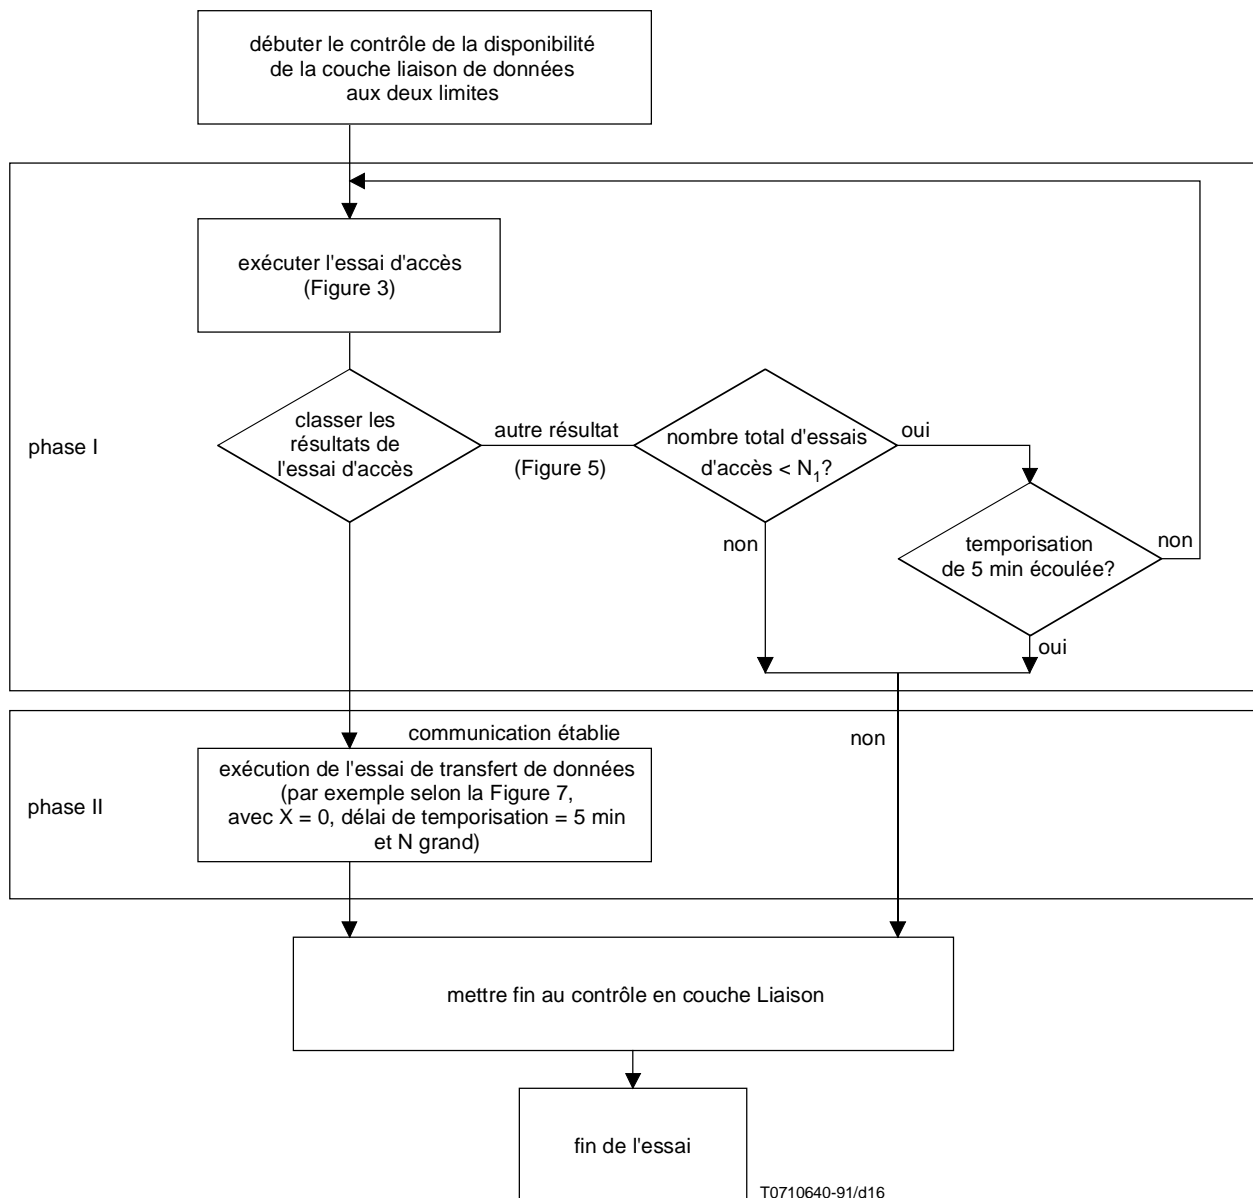 débuter le contrôle de la disponibilité
de la couche liaison de données
aux deux limites
exécuter l'essai d'accès
(Figure 3)
phase I
classer les
résultats de
l'essai d'accès
autre résultat
(Figure 5)
nombre total d'essais
d'accès < N1?
oui
non
temporisation
de 5 min écoulée?
non
oui
phase II
communication établie
non
exécution de l'essai de transfert de données
(par exemple selon la Figure 7,
avec X = 0, délai de temporisation = 5 min
et N grand)
mettre fin au contrôle en couche Liaison
fin de l'essai
T0710640-91/d16